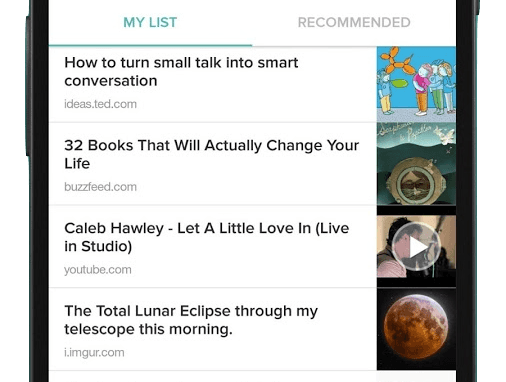 MY LIST RECOMMENDED
How to turn small talk into smart
conversation
ideas.ted.com
32 Books That Will Actually Change Your
Life
buzzfeed.com
Caleb Hawley - Let A Little Love In (Live
in Studio)
youtube.com
The Total Lunar Eclipse through my
telescope this morning.
i.imgur.com